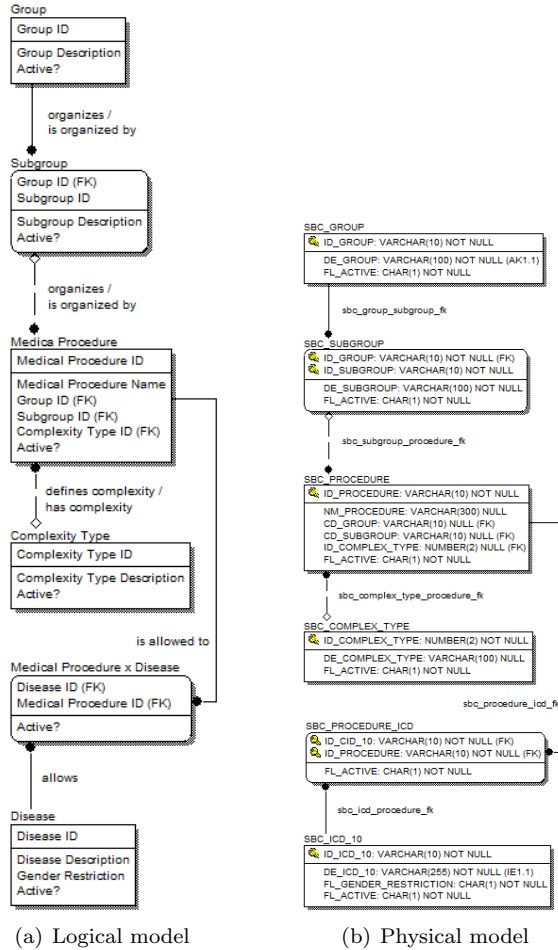 Group
Group ID
Group Description
Active?
organizes /
is organized by
Subgroup
Group ID (FK)
Subgroup ID
Subgroup Description
Active?
organizes /
is organized by
Medica Procedure
Medical Procedure ID
Medical Procedure Name
Group ID (FK)
Subgroup ID (FK)
Complexity Type ID (FK)
Active?
defines complexity /
has complexity
Complexity Type
Complexity Type ID
Complexity Type Description
Active?
is allowed to
Medical Procedure x Disease
Disease ID (FK)
Medical Procedure ID (FK)
Active?
allows
Disease
Disease ID
Disease Description
Gender Restriction
Active?
(a) Logical model
SBC_GROUP
ID_GROUP: VARCHAR(10) NOT NULL
DE_GROUP: VARCHAR(100) NOT NULL (AK1.1)
FL_ACTIVE: CHAR(1) NOT NULL
sbc_group_subgroup_fk
SBC_SUBGROUP
ID_GROUP: VARCHAR(10) NOT NULL (FK)
ID_SUBGROUP: VARCHAR(10) NOT NULL
DE_SUBGROUP: VARCHAR(100) NOT NULL
FL_ACTIVE: CHAR(1) NOT NULL
sbc_subgroup_procedure_fk
SBC_PROCEDURE
ID_PROCEDURE: VARCHAR(10) NOT NULL
NM_PROCEDURE: VARCHAR(300) NULL
CD_GROUP: VARCHAR(10) NULL (FK)
CD_SUBGROUP: VARCHAR(10) NULL (FK)
ID_COMPLEX_TYPE: NUMBER(2) NULL (FK)
FL_ACTIVE: CHAR(1) NOT NULL
sbc_complex_type_procedure_fk
SBC_COMPLEX_TYPE
ID_COMPLEX_TYPE: NUMBER(2) NOT NULL
DE_COMPLEX_TYPE: VARCHAR(100) NULL
FL_ACTIVE: CHAR(1) NOT NULL
sbc_procedure_icd_fk
SBC_PROCEDURE_ICD
ID_CID_10: VARCHAR(10) NOT NULL (FK)
ID_PROCEDURE: VARCHAR(10) NOT NULL (FK)
FL_ACTIVE: CHAR(1) NOT NULL
sbc_icd_procedure_fk
SBC_ICD_10
ID_ICD_10: VARCHAR(10) NOT NULL
DE_ICD_10: VARCHAR(255) NOT NULL (IE1.1)
FL_GENDER_RESTRICTION: CHAR(1) NOT NULL
FL_ACTIVE: CHAR(1) NOT NULL
(b) Physical model